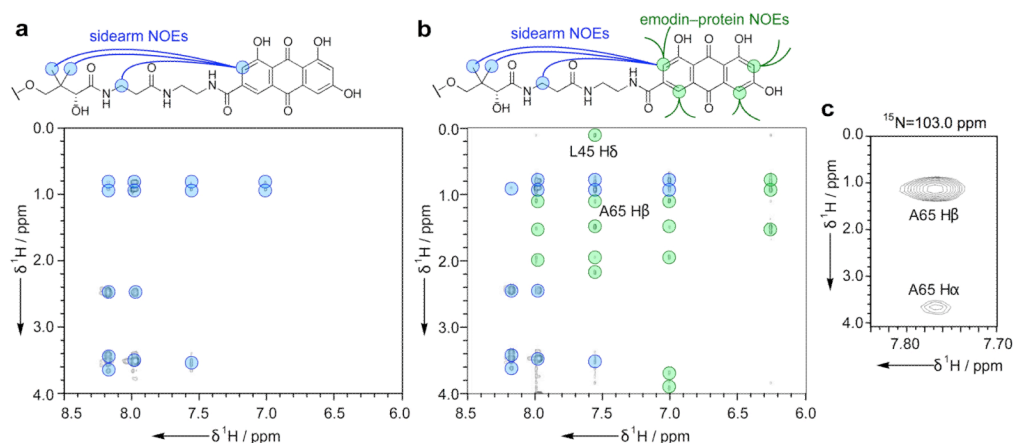 a
sidearm NOEs
OH O OH
O O O
O N H N H N H
OH O O OH
0.0
1.0
2.0
3.0
4.0
8.5 8.0 7.5 7.0 6.5 6.0
δ ¹H / ppm
δ ¹H / ppm
b
emodin–protein NOEs
sidearm NOEs
OH O OH
O O O
O N H N H N H
OH O O OH
0.0
1.0
2.0
3.0
4.0
L45 Hδ
A65 Hβ
8.5 8.0 7.5 7.0 6.5 6.0
δ ¹H / ppm
δ ¹H / ppm
c
¹⁵N=103.0 ppm
0.0
1.0
2.0
3.0
4.0
A65 Hβ
A65 Hα
7.80 7.70
δ ¹H / ppm
δ ¹H / ppm